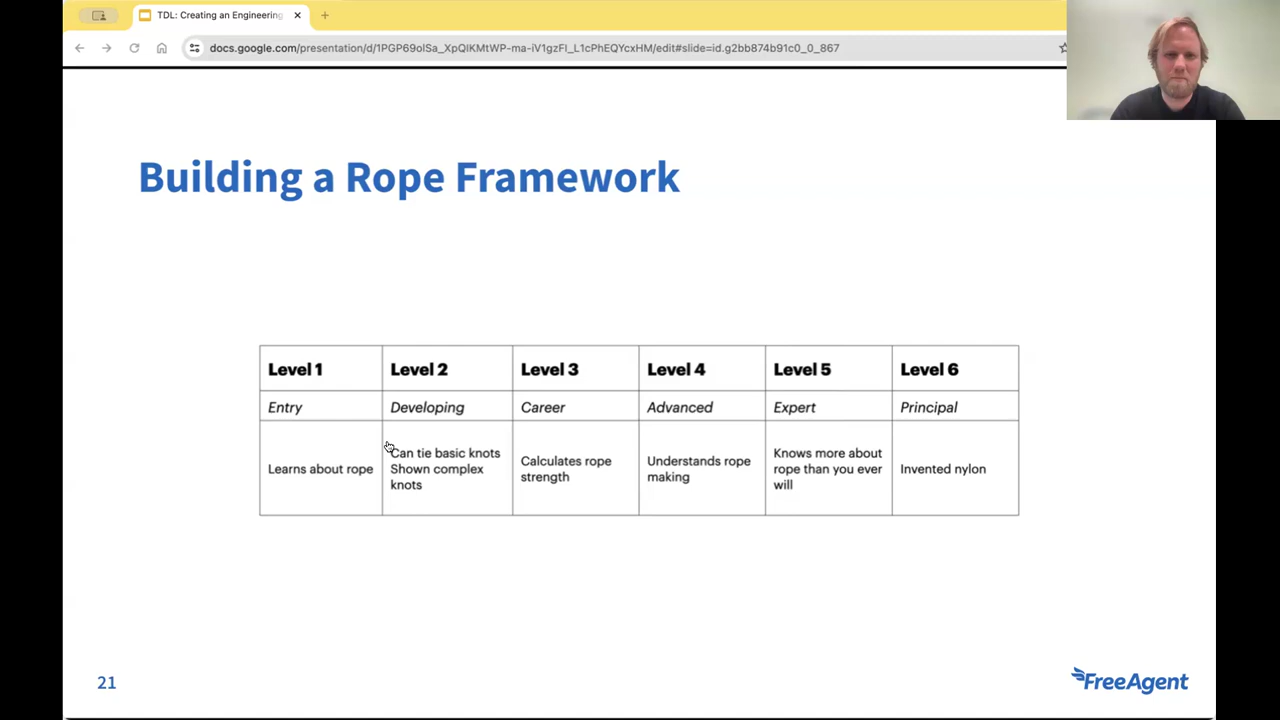 TDL: Creating an Engineering
docs.google.com/presentation/d/1PGP69olSa_XpQlKMtWP-ma-iV1gzFl_L1cPhEQYcxHM/edit#slide=id.g2bb874b91c0_0_867
Building a Rope Framework
Level 1 Level 2 Level 3 Level 4 Level 5 Level 6
Entry Developing Career Advanced Expert Principal
Learns about rope
Can tie basic knots
Shown complex
knots
Calculates rope
strength
Understands rope
making
Knows more about
rope than you ever
will
Invented nylon
21
FreeAgent